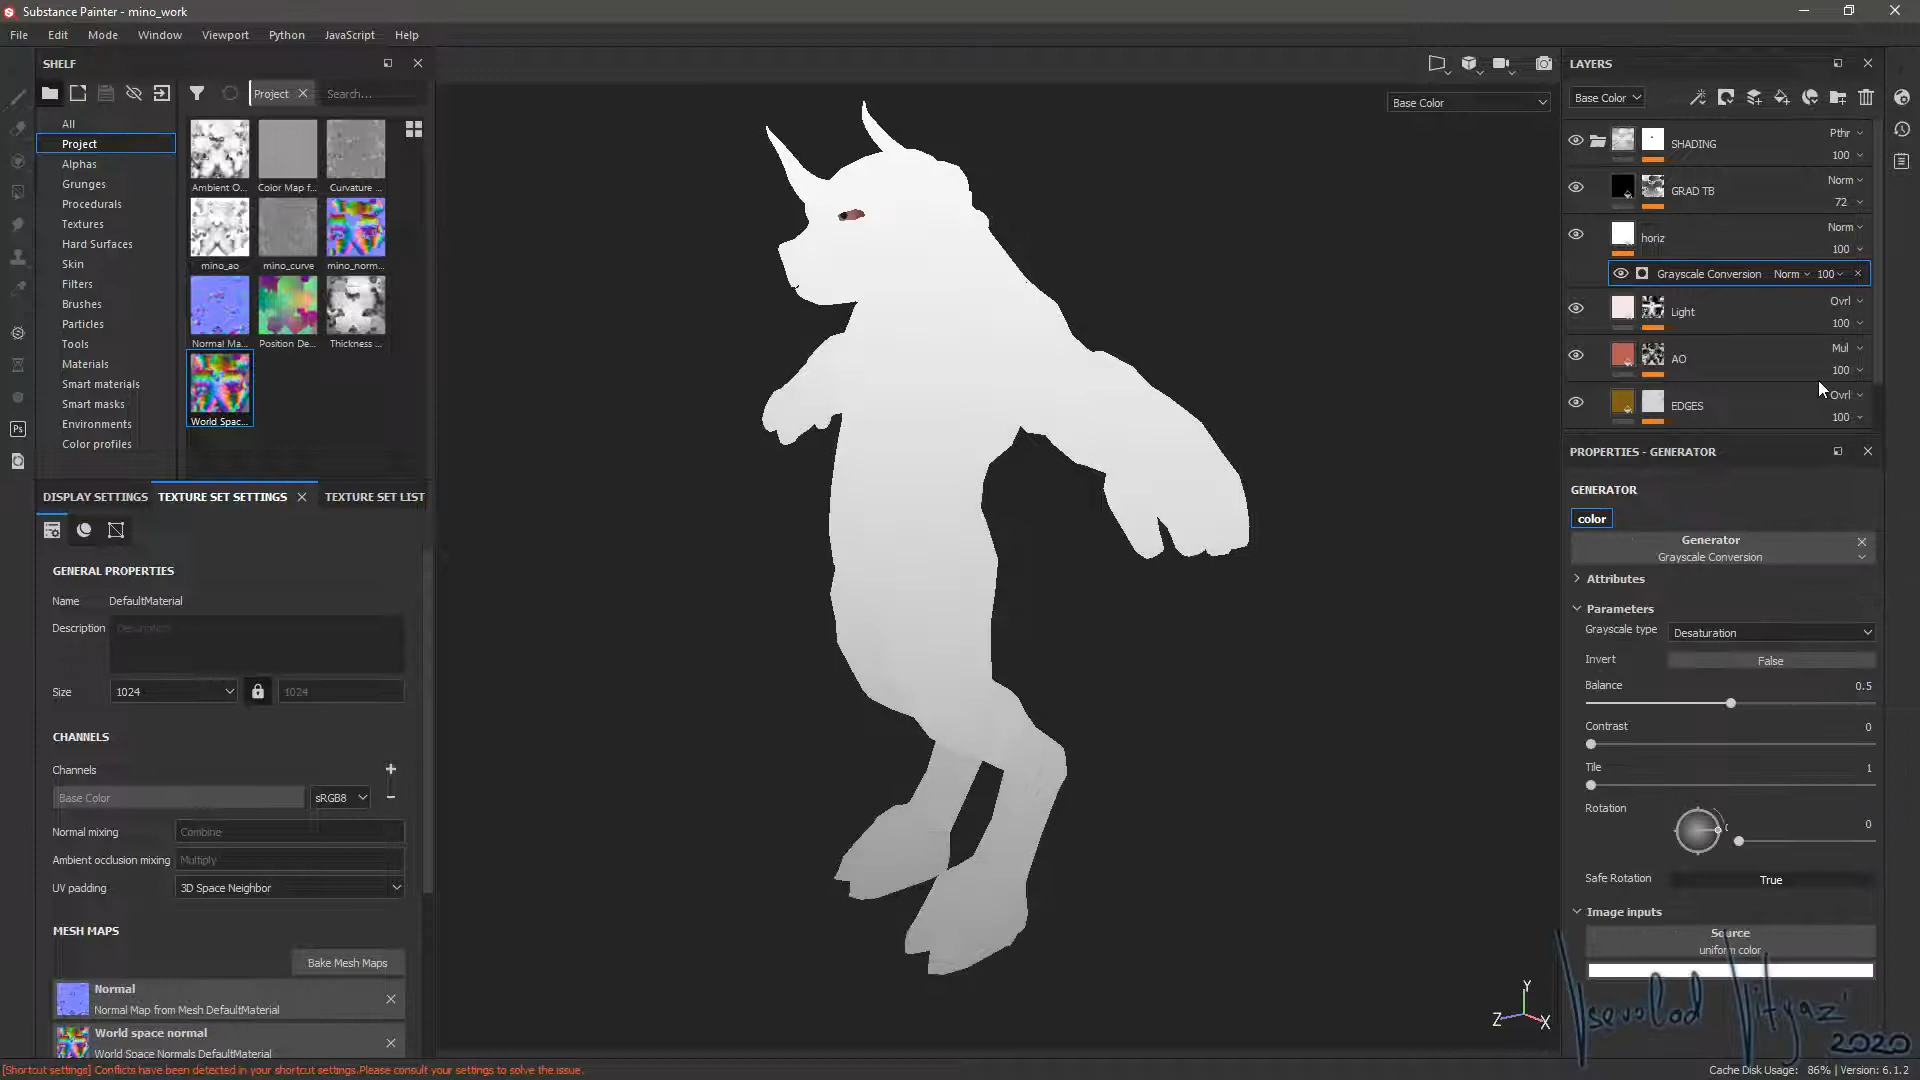 Substance Painter - mino_work
File Edit Mode Window Viewport Python JavaScript Help
SHELF
Project
Search...
All
Project
Alphas
Grunges
Procedurals
Textures
Hard Surfaces
Skin
Filters
Brushes
Particles
Tools
Materials
Smart materials
Smart masks
Environments
Color profiles
Ambient O... Color Map f... Curvature ...
mino_ao mino_curve mino_norm...
Normal Ma... Position De... Thickness ...
World Spac...
Ps
DISPLAY SETTINGS TEXTURE SET SETTINGS TEXTURE SET LIST
GENERAL PROPERTIES
Name DefaultMaterial
Description Description
Size 1024 1024
CHANNELS
Channels
Base Color sRGB8
Normal mixing Combine
Ambient occlusion mixing Multiply
UV padding 3D Space Neighbor
MESH MAPS
Bake Mesh Maps
Normal
Normal Map from Mesh DefaultMaterial
World space normal
World Space Normals DefaultMaterial
Base Color
Y
Z X
LAYERS
Base Color
SHADING Pthr
100
GRAD TB Norm
72
horiz Norm
100
Grayscale Conversion Norm 100
Light Ovrl
100
AO Mul
100
EDGES Ovrl
100
PROPERTIES - GENERATOR
GENERATOR
color
Generator
Grayscale Conversion
Attributes
Parameters
Grayscale type Desaturation
Invert False
Balance 0.5
Contrast 0
Tile 1
Rotation 0
Safe Rotation True
Image inputs
Source
uniform color
Vsevolod Vityaz'
2020
[Shortcut settings] Conflicts have been detected in your shortcut settings.Please consult your settings to solve the issue.
Cache Disk Usage: 86% | Version: 6.1.2